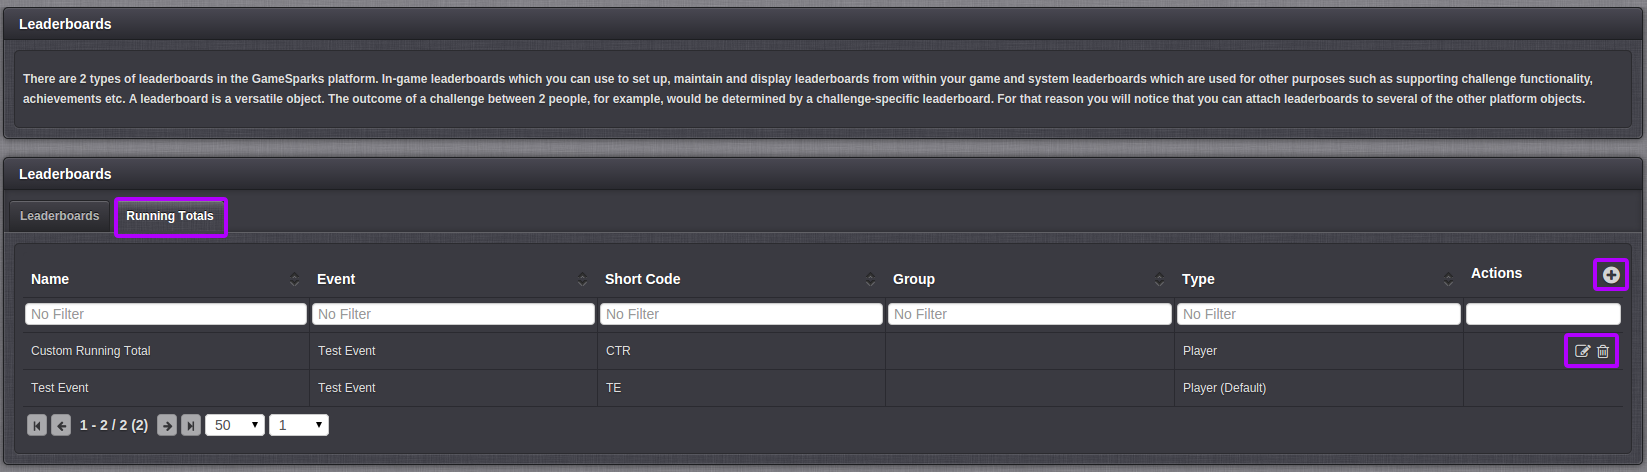 Leaderboards
There are 2 types of leaderboards in the GameSparks platform. In-game leaderboards which you can use to set up, maintain and display leaderboards from within your game and system leaderboards which are used for other purposes such as supporting challenge functionality,
achievements etc. A leaderboard is a versatile object. The outcome of a challenge between 2 people, for example, would be determined by a challenge-specific leaderboard. For that reason you will notice that you can attach leaderboards to several of the other platform objects.
Leaderboards
Leaderboards Running Totals
Name Event Short Code Group Type Actions
No Filter No Filter No Filter No Filter No Filter
Custom Running Total Test Event CTR Player
Test Event Test Event TE Player (Default)
1 - 2 / 2 (2) 50 1